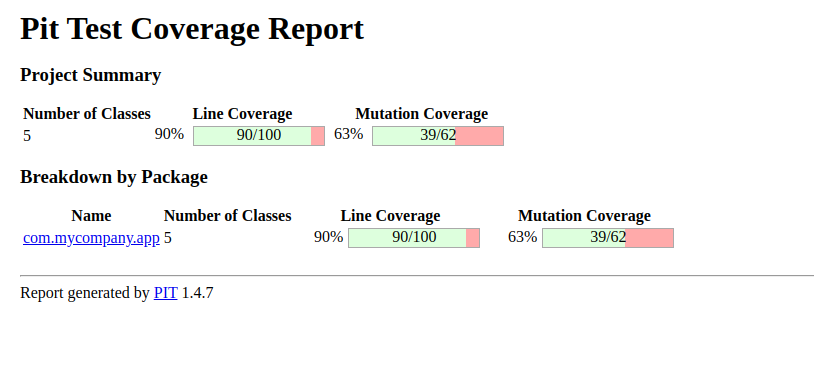 Pit Test Coverage Report
Project Summary
Number of Classes Line Coverage Mutation Coverage
5 90% 90/100 63% 39/62
Breakdown by Package
Name Number of Classes Line Coverage Mutation Coverage
com.mycompany.app 5 90% 90/100 63% 39/62
Report generated by PIT 1.4.7